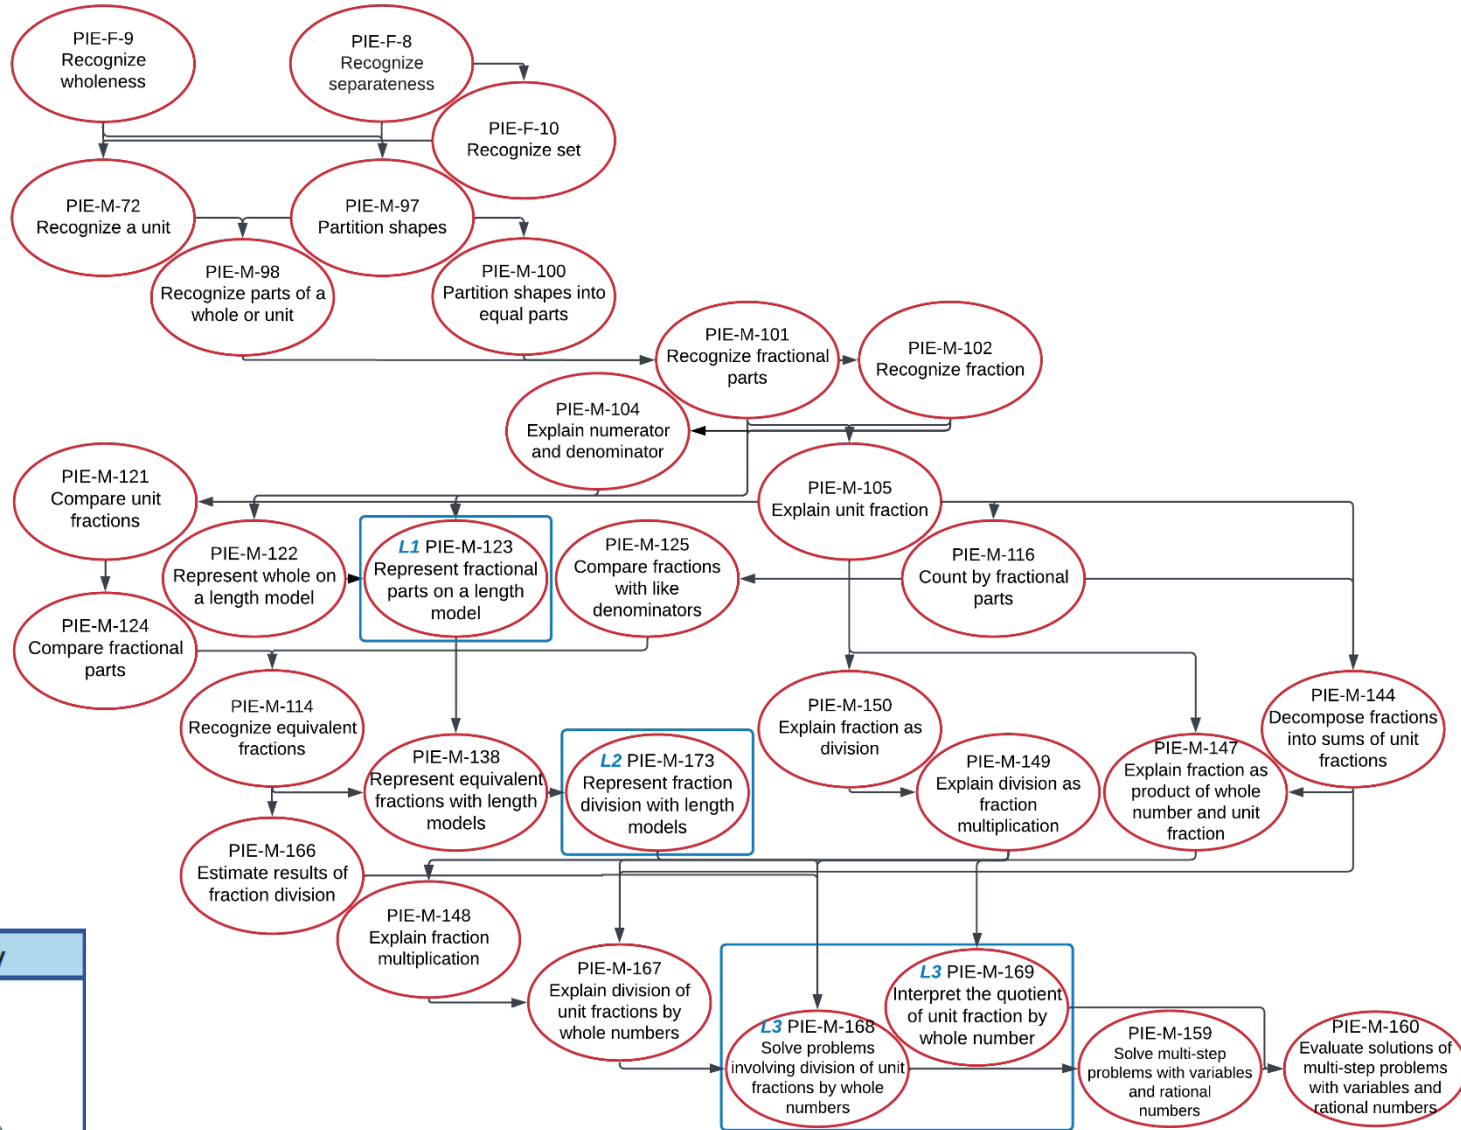 PIE-F-9
Recognize
wholeness
PIE-F-8
Recognize
separateness
PIE-F-10
Recognize set
PIE-M-72
Recognize a unit
PIE-M-97
Partition shapes
PIE-M-98
Recognize parts of a
whole or unit
PIE-M-100
Partition shapes into
equal parts
PIE-M-101
Recognize fractional
parts
PIE-M-102
Recognize fraction
PIE-M-104
Explain numerator
and denominator
PIE-M-121
Compare unit
fractions
PIE-M-105
Explain unit fraction
PIE-M-122
Represent whole on
a length model
L1 PIE-M-123
Represent fractional
parts on a length
model
PIE-M-125
Compare fractions
with like
denominators
PIE-M-116
Count by fractional
parts
PIE-M-124
Compare fractional
parts
PIE-M-114
Recognize equivalent
fractions
PIE-M-138
Represent equivalent
fractions with length
models
L2 PIE-M-173
Represent fraction
division with length
models
PIE-M-150
Explain fraction as
division
PIE-M-149
Explain division as
fraction
multiplication
PIE-M-147
Explain fraction as
product of whole
number and unit
fraction
PIE-M-144
Decompose fractions
into sums of unit
fractions
PIE-M-166
Estimate results of
fraction division
PIE-M-148
Explain fraction
multiplication
PIE-M-167
Explain division of
unit fractions by
whole numbers
L3 PIE-M-168
Solve problems
involving division of unit
fractions by whole
numbers
L3 PIE-M-169
Interpret the quotient
of unit fraction by
whole number
PIE-M-159
Solve multi-step
problems with variables
and rational
numbers
PIE-M-160
Evaluate solutions of
multi-step problems
with variables and
rational numbers